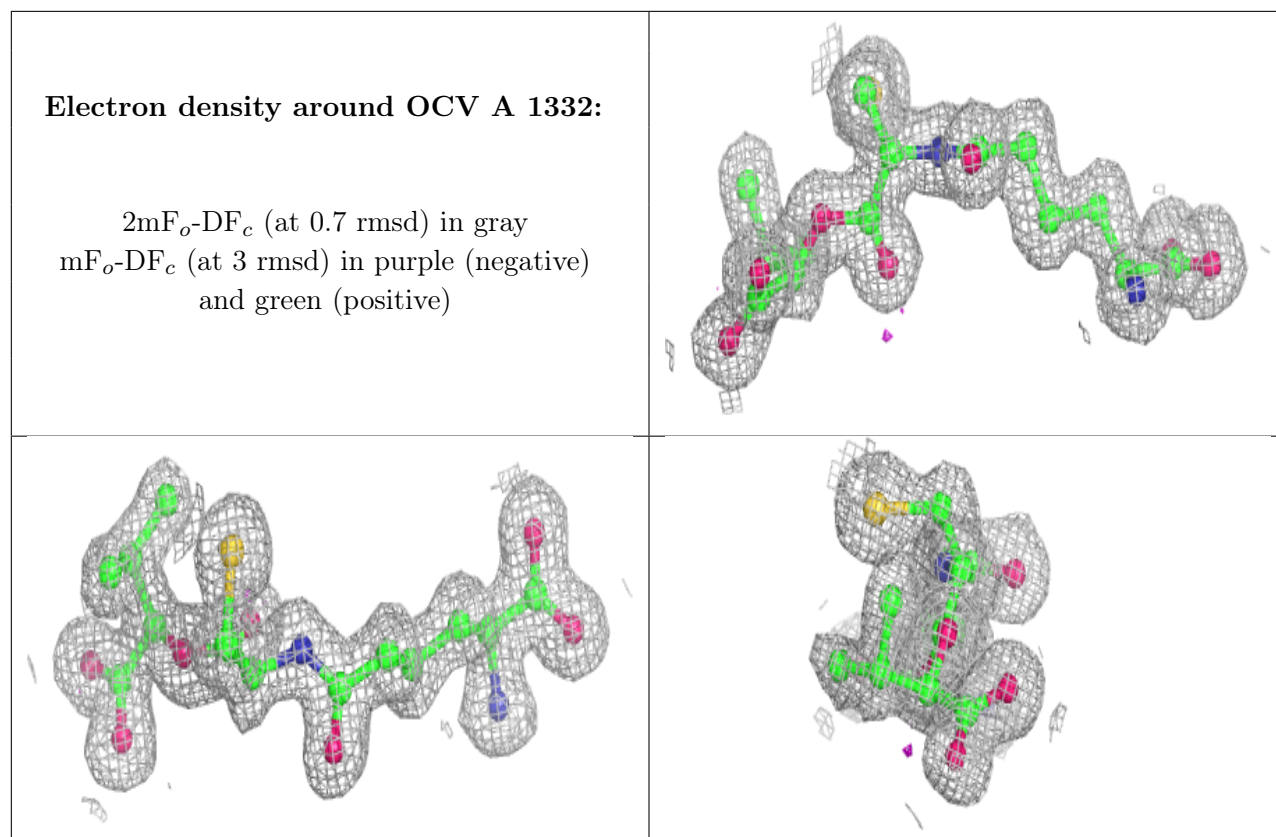 Electron density around OCV A 1332:
2mFo-DFc (at 0.7 rmsd) in gray
mFo-DFc (at 3 rmsd) in purple (negative)
and green (positive)